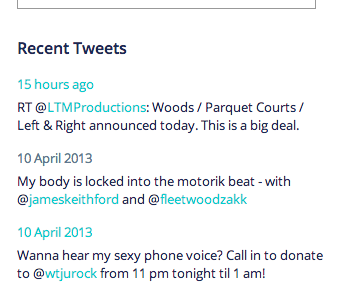 Recent Tweets
15 hours ago
RT @LTMProductions: Woods / Parquet Courts /
Left & Right announced today. This is a big deal.
10 April 2013
My body is locked into the motorik beat - with
@jameskeithford and @fleetwoodzakk
10 April 2013
Wanna hear my sexy phone voice? Call in to donate
to @wtjurock from 11 pm tonight til 1 am!